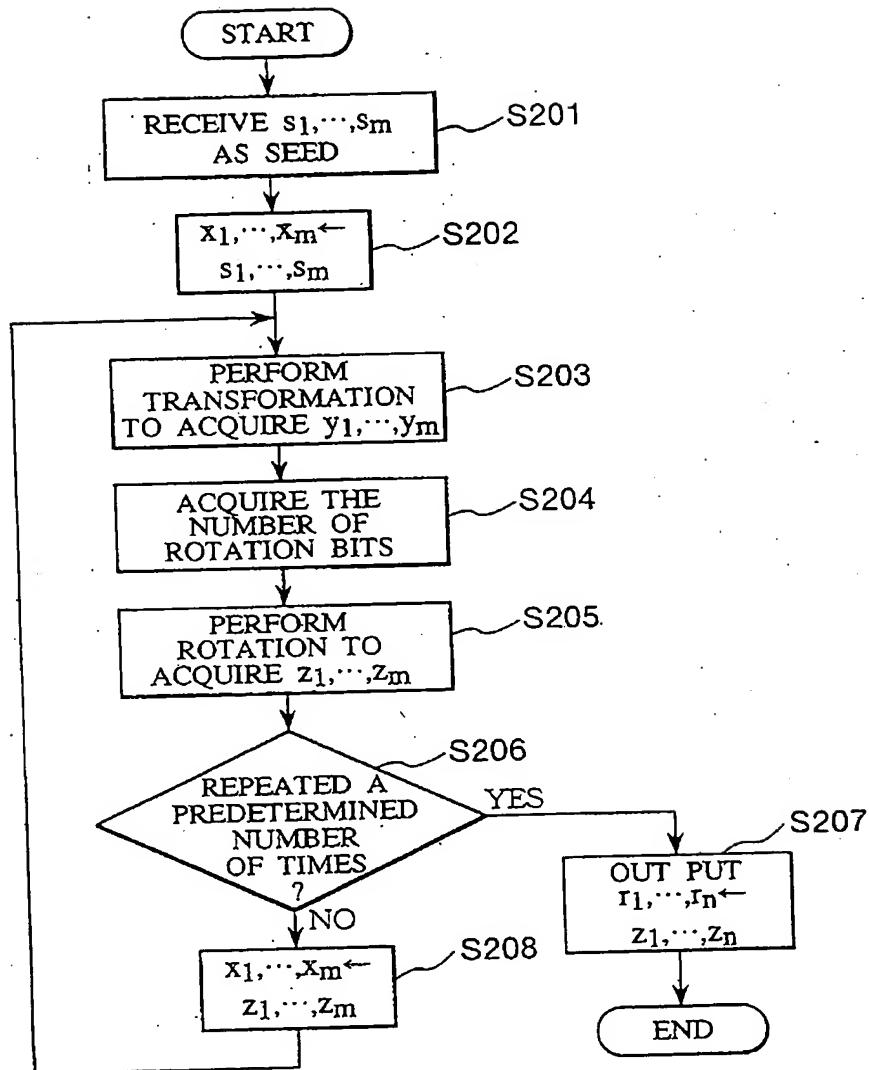 START
RECEIVE s1,···,sm
AS SEED
S201
x1,···,xm←
s1,···,sm
S202
PERFORM
TRANSFORMATION
TO ACQUIRE y1,···,ym
S203
ACQUIRE THE
NUMBER OF
ROTATION BITS
S204
PERFORM
ROTATION TO
ACQUIRE z1,···,zm
S205
REPEATED A
PREDETERMINED
NUMBER
OF TIMES
?
S206
YES
NO
OUT PUT
r1,···,rn←
z1,···,zn
S207
x1,···,xm←
z1,···,zm
S208
END